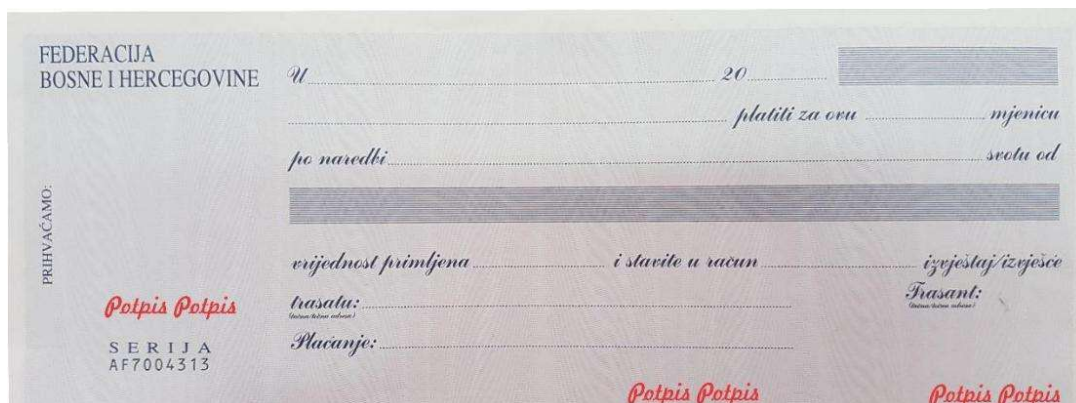 FEDERACIJA
BOSNE I HERCEGOVINE
U 20
platiti za ovu mjenicu
po naredbi svotu od
PRIHVAĆAMO:
vrijednost primljena i stavite u račun izvještaj/izvješće
trasatu: Trasant:
Plaćanje:
Potpis Potpis
SERIJA
AF7004313
Potpis Potpis Potpis Potpis